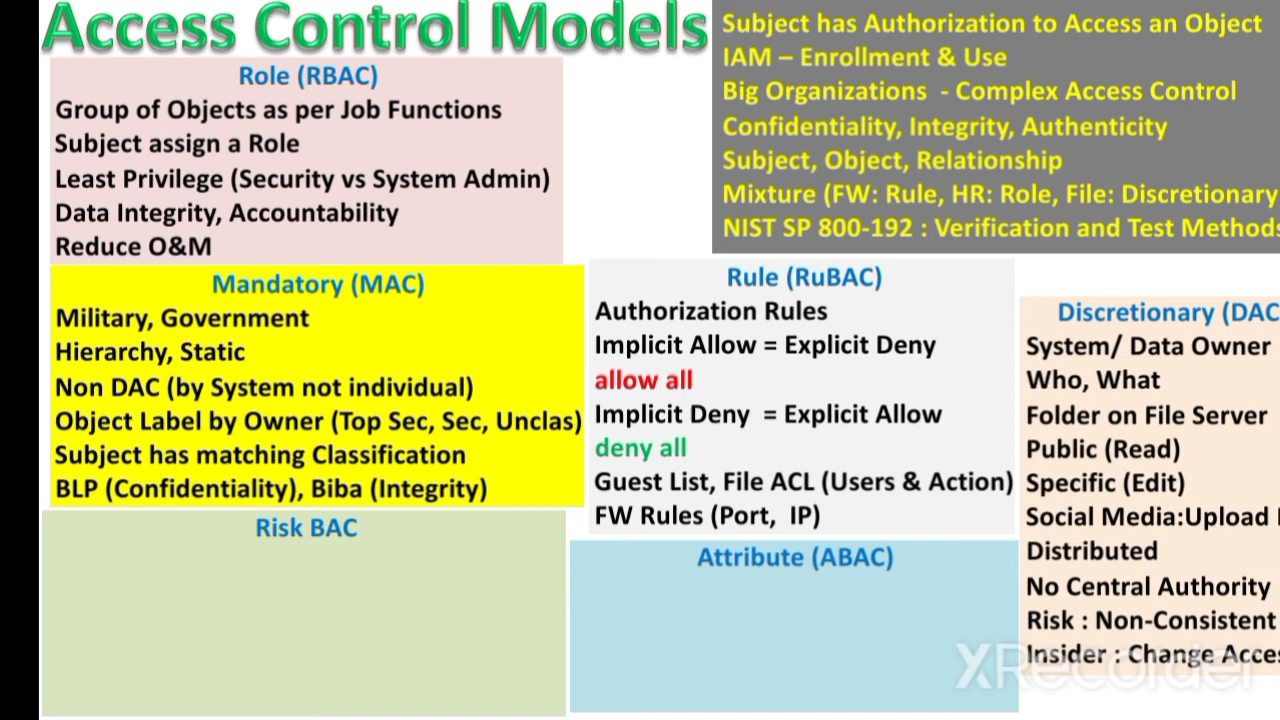 Access Control Models
Subject has Authorization to Access an Object
IAM – Enrollment & Use
Big Organizations - Complex Access Control
Confidentiality, Integrity, Authenticity
Subject, Object, Relationship
Mixture (FW: Rule, HR: Role, File: Discretionary
NIST SP 800-192 : Verification and Test Methods
Role (RBAC)
Group of Objects as per Job Functions
Subject assign a Role
Least Privilege (Security vs System Admin)
Data Integrity, Accountability
Reduce O&M
Mandatory (MAC)
Military, Government
Hierarchy, Static
Non DAC (by System not individual)
Object Label by Owner (Top Sec, Sec, Unclas)
Subject has matching Classification
BLP (Confidentiality), Biba (Integrity)
Rule (RuBAC)
Authorization Rules
Implicit Allow = Explicit Deny
allow all
Implicit Deny = Explicit Allow
deny all
Guest List, File ACL (Users & Action)
FW Rules (Port, IP)
Discretionary (DAC
System/ Data Owner
Who, What
Folder on File Server
Public (Read)
Specific (Edit)
Social Media:Upload
Distributed
No Central Authority
Risk : Non-Consistent
Insider : Change Acces
Risk BAC
Attribute (ABAC)
XRecorder